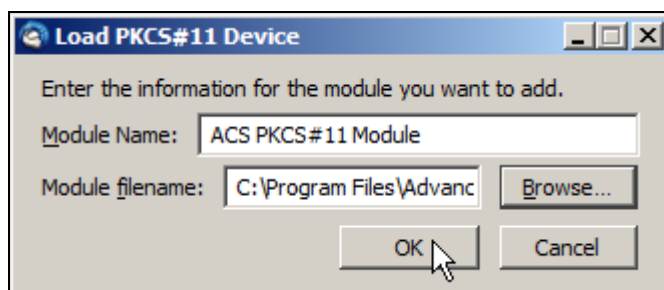 Load PKCS#11 Device
Enter the information for the module you want to add.
Module Name: ACS PKCS#11 Module
Module filename: C:\Program Files\Advanc Browse...
OK Cancel